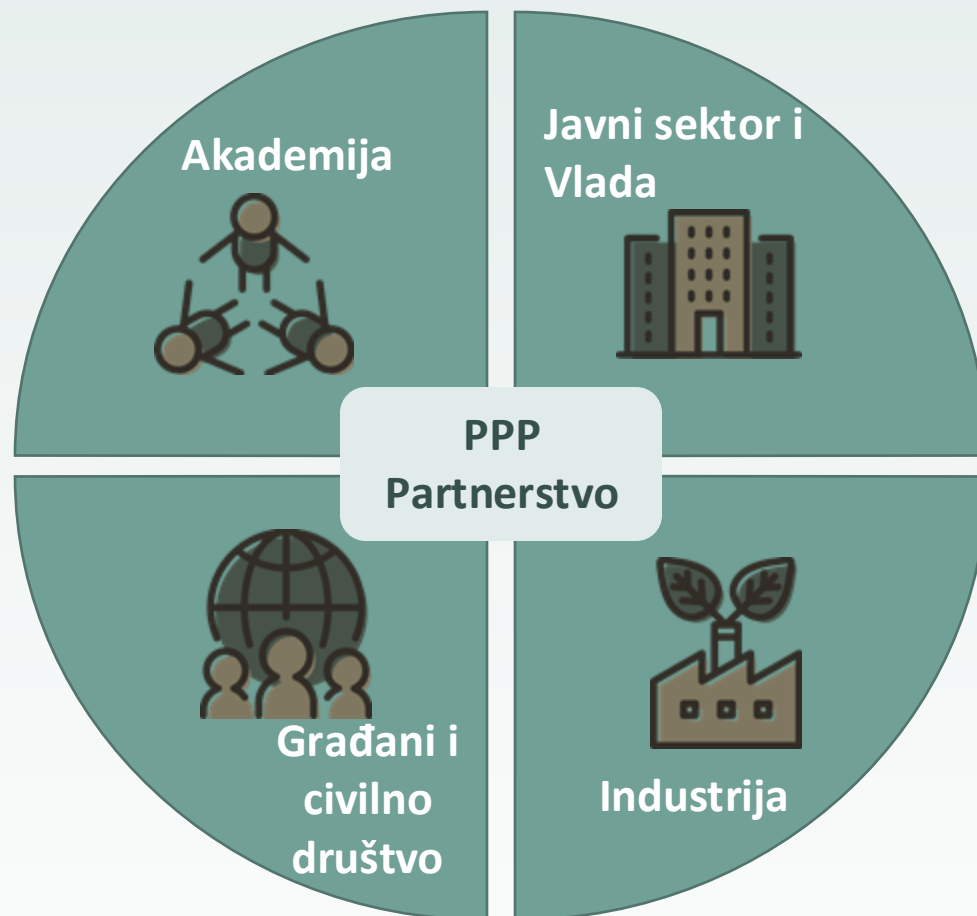 Akademija
Javni sektor i
Vlada
PPP
Partnerstvo
Građani i
civilno
društvo
Industrija